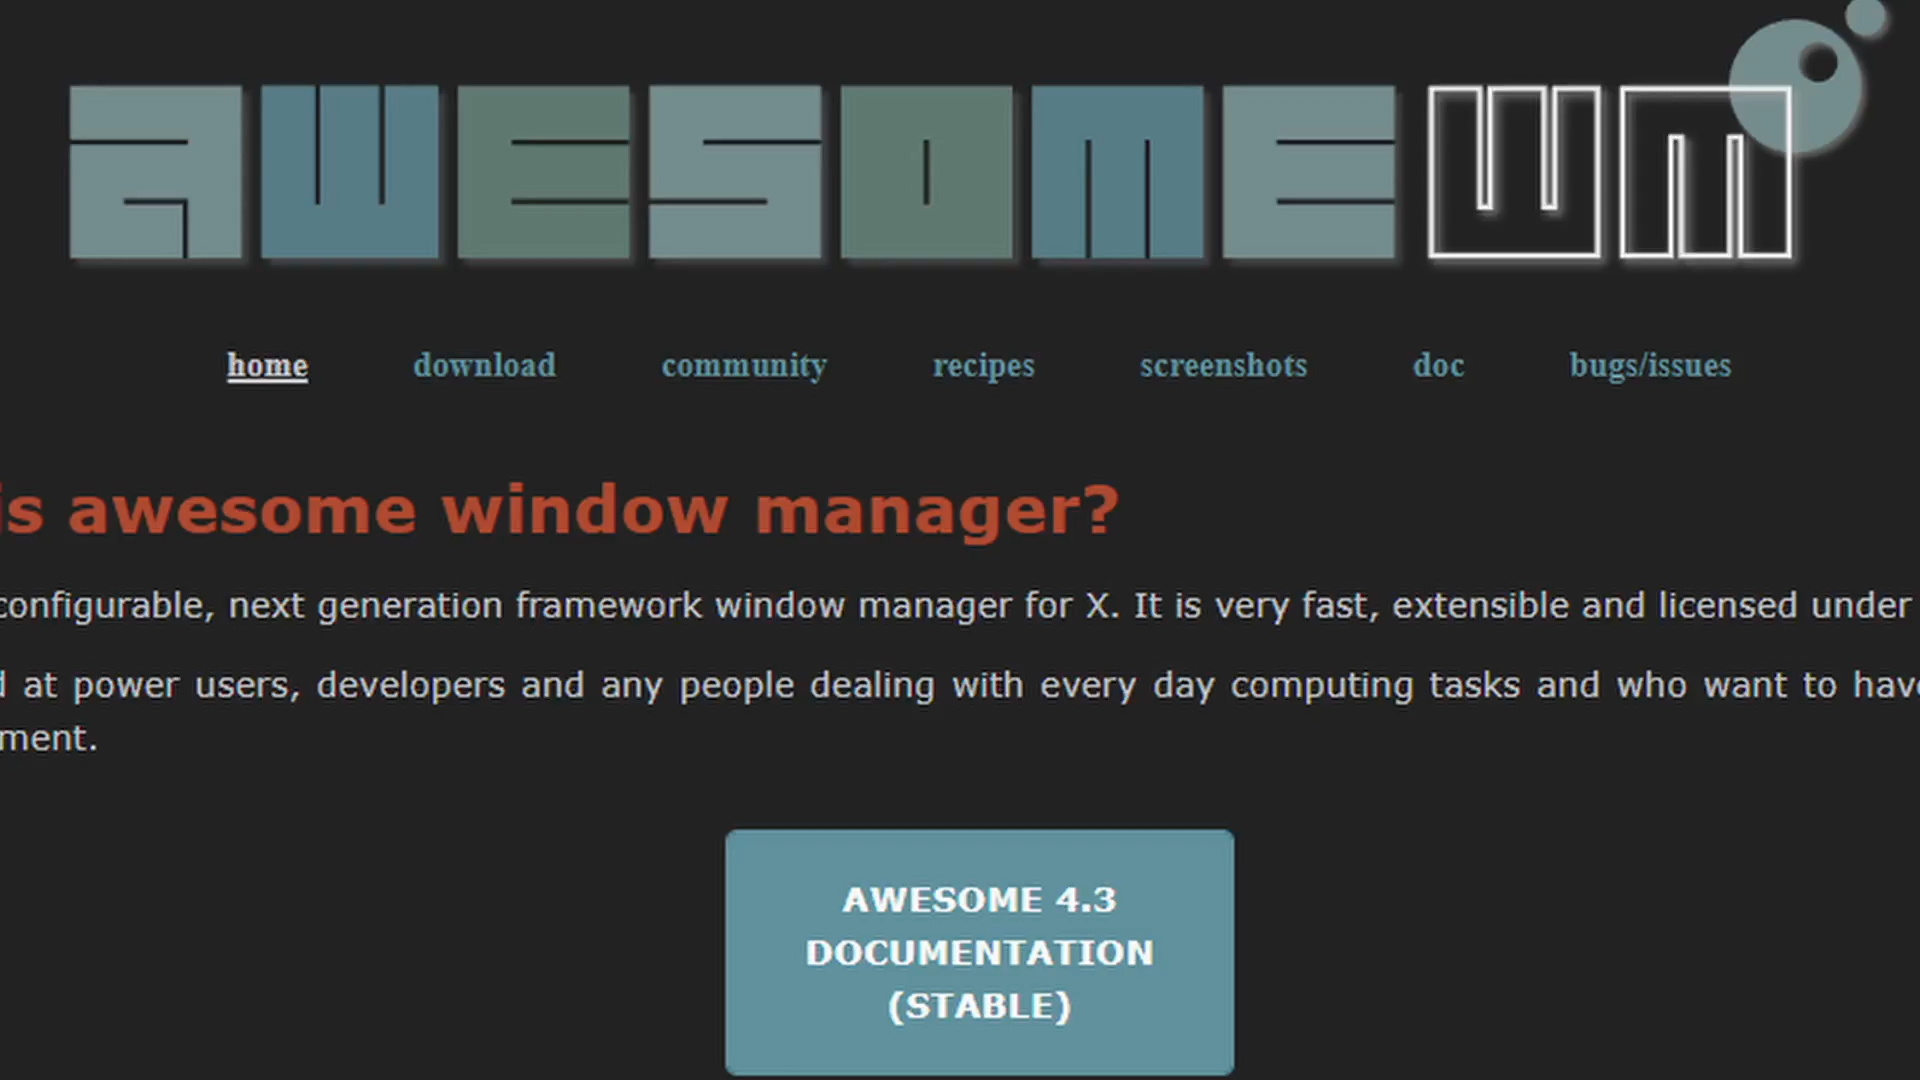 AWESOME WM
home download community recipes screenshots doc bugs/issues
is awesome window manager?
configurable, next generation framework window manager for X. It is very fast, extensible and licensed under
at power users, developers and any people dealing with every day computing tasks and who want to have
ment.
AWESOME 4.3
DOCUMENTATION
(STABLE)